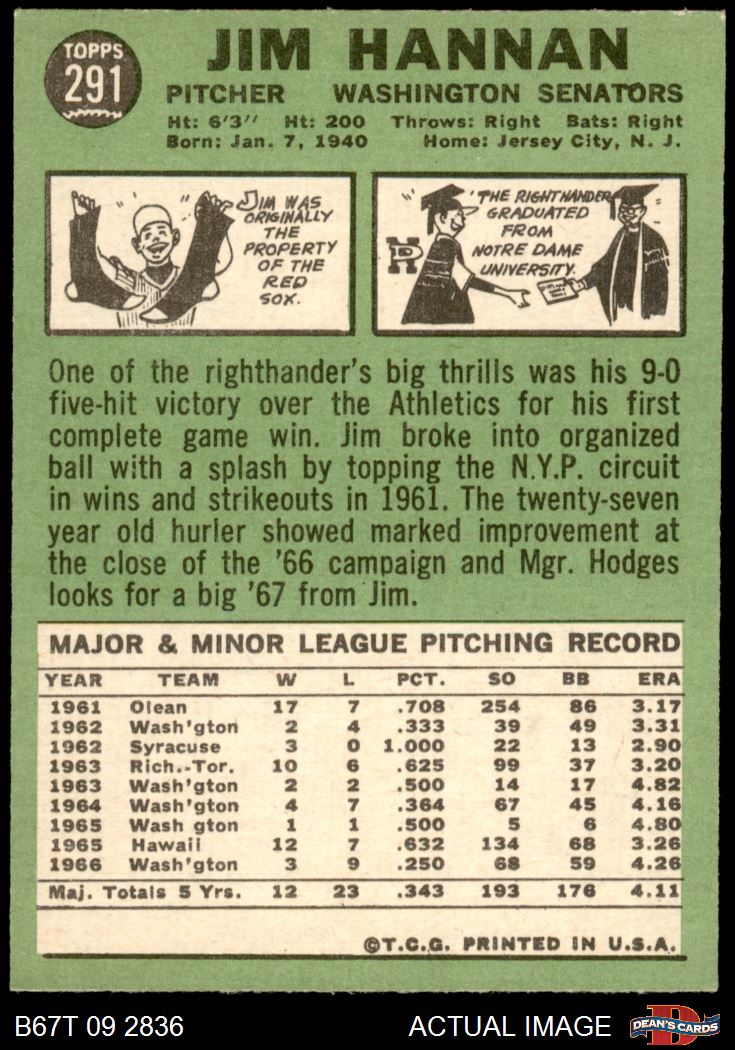 TOPPS
291
JIM HANNAN
PITCHER WASHINGTON SENATORS
Ht: 6'3" Ht: 200 Throws: Right Bats: Right
Born: Jan. 7, 1940 Home: Jersey City, N. J.
JIM WAS
ORIGINALLY
THE
PROPERTY
OF THE
RED
SOX.
THE RIGHTHANDER
GRADUATED
FROM
NOTRE DAME
UNIVERSITY.
One of the righthander's big thrills was his 9-0
five-hit victory over the Athletics for his first
complete game win. Jim broke into organized
ball with a splash by topping the N.Y.P. circuit
in wins and strikeouts in 1961. The twenty-seven
year old hurler showed marked improvement at
the close of the '66 campaign and Mgr. Hodges
looks for a big '67 from Jim.
MAJOR & MINOR LEAGUE PITCHING RECORD
YEAR TEAM W L PCT. SO BB ERA
1961 Olean 17 7 .708 254 86 3.17
1962 Wash'gton 2 4 .333 39 49 3.31
1962 Syracuse 3 0 1.000 22 13 2.90
1963 Rich.-Tor. 10 6 .625 99 37 3.20
1963 Wash'gton 2 2 .500 14 17 4.82
1964 Wash'gton 4 7 .364 67 45 4.16
1965 Wash gton 1 1 .500 5 6 4.80
1965 Hawaii 12 7 .632 134 68 3.26
1966 Wash'gton 3 9 .250 68 59 4.26
Maj. Totals 5 Yrs. 12 23 .343 193 176 4.11
©T.C.G. PRINTED IN U.S.A.
B67T 09 2836 ACTUAL IMAGE
DEAN'S CARDS